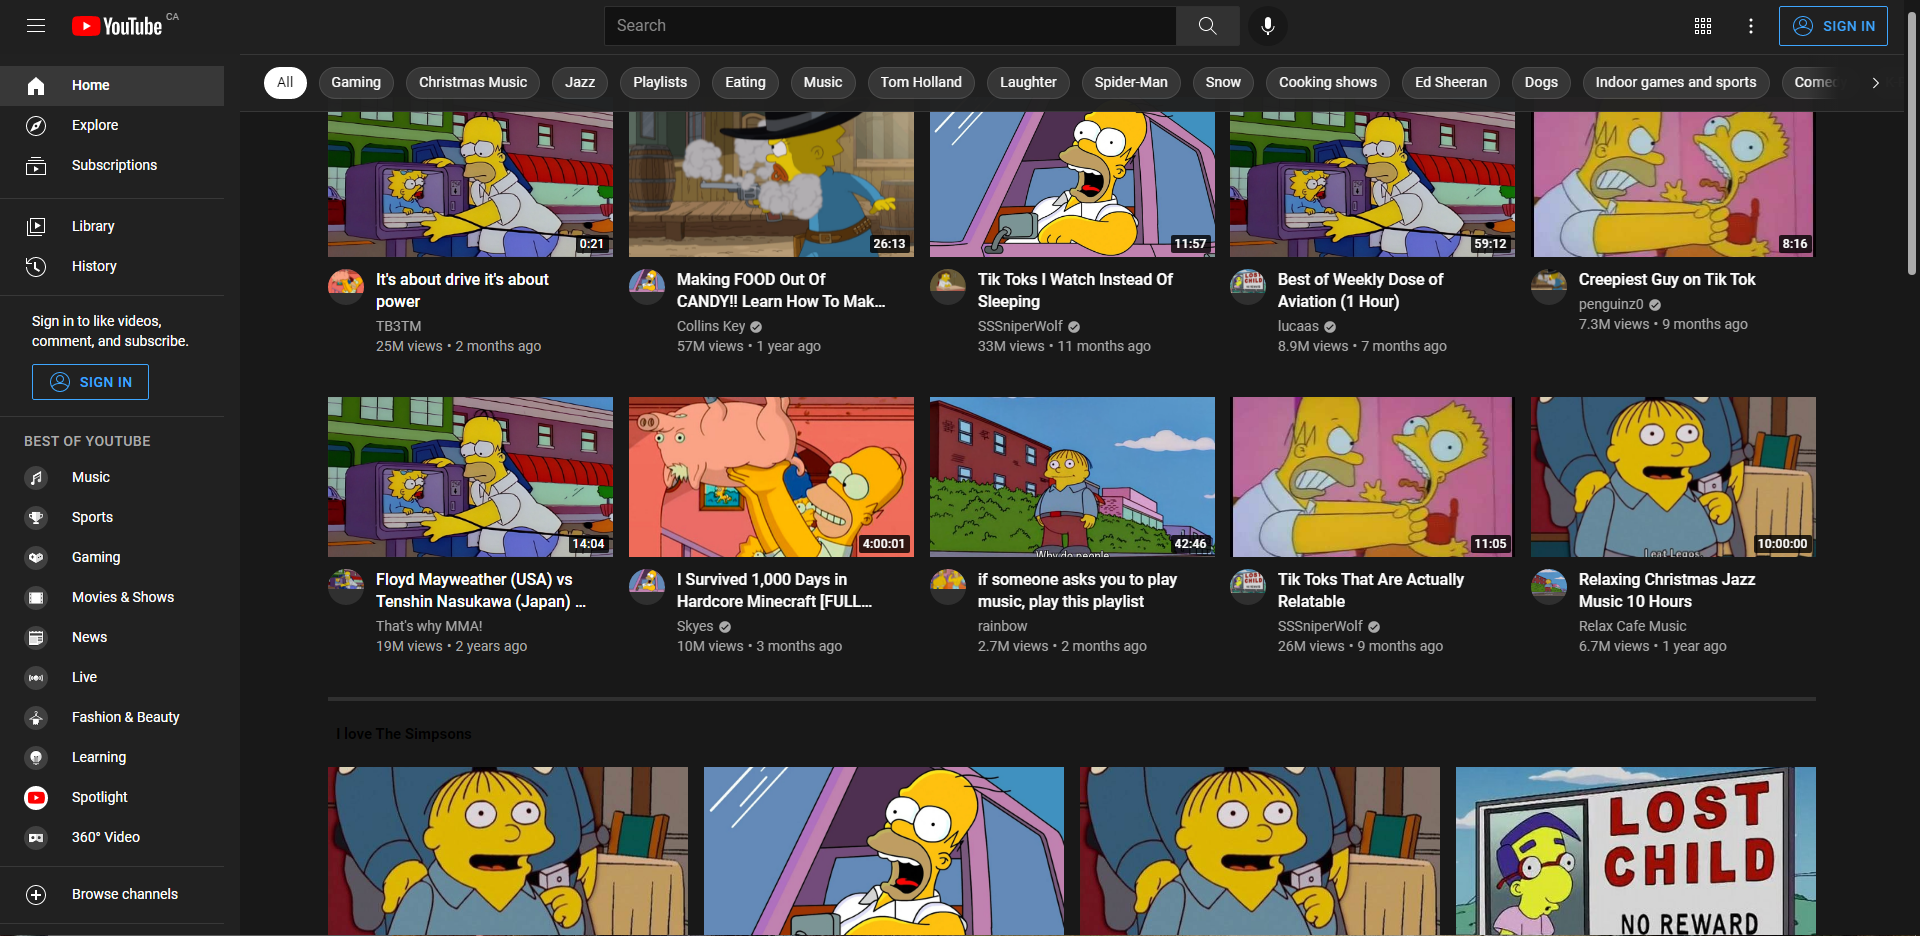 YouTube CA
Search
SIGN IN
Home
Explore
Subscriptions
Library
History
Sign in to like videos,
comment, and subscribe.
SIGN IN
BEST OF YOUTUBE
Music
Sports
Gaming
Movies & Shows
News
Live
Fashion & Beauty
Learning
Spotlight
360° Video
Browse channels
All Gaming Christmas Music Jazz Playlists Eating Music Tom Holland Laughter Spider-Man Snow Cooking shows Ed Sheeran Dogs Indoor games and sports Come
0:21
It's about drive it's about
power
TB3TM
25M views • 2 months ago
26:13
Making FOOD Out Of
CANDY!! Learn How To Mak...
Collins Key
57M views • 1 year ago
11:57
Tik Toks I Watch Instead Of
Sleeping
SSSniperWolf
33M views • 11 months ago
59:12
LOST
CHILD
Best of Weekly Dose of
Aviation (1 Hour)
lucaas
8.9M views • 7 months ago
8:16
Creepiest Guy on Tik Tok
penguinz0
7.3M views • 9 months ago
14:04
Floyd Mayweather (USA) vs
Tenshin Nasukawa (Japan) ...
That's why MMA!
19M views • 2 years ago
4:00:01
I Survived 1,000 Days in
Hardcore Minecraft [FULL...
Skyes
10M views • 3 months ago
Why do people
42:46
if someone asks you to play
music, play this playlist
rainbow
2.7M views • 2 months ago
11:05
LOST
CHILD
Tik Toks That Are Actually
Relatable
SSSniperWolf
26M views • 9 months ago
I eat Legos.
10:00:00
Relaxing Christmas Jazz
Music 10 Hours
Relax Cafe Music
6.7M views • 1 year ago
I love The Simpsons
LOST
CHILD
NO REWARD